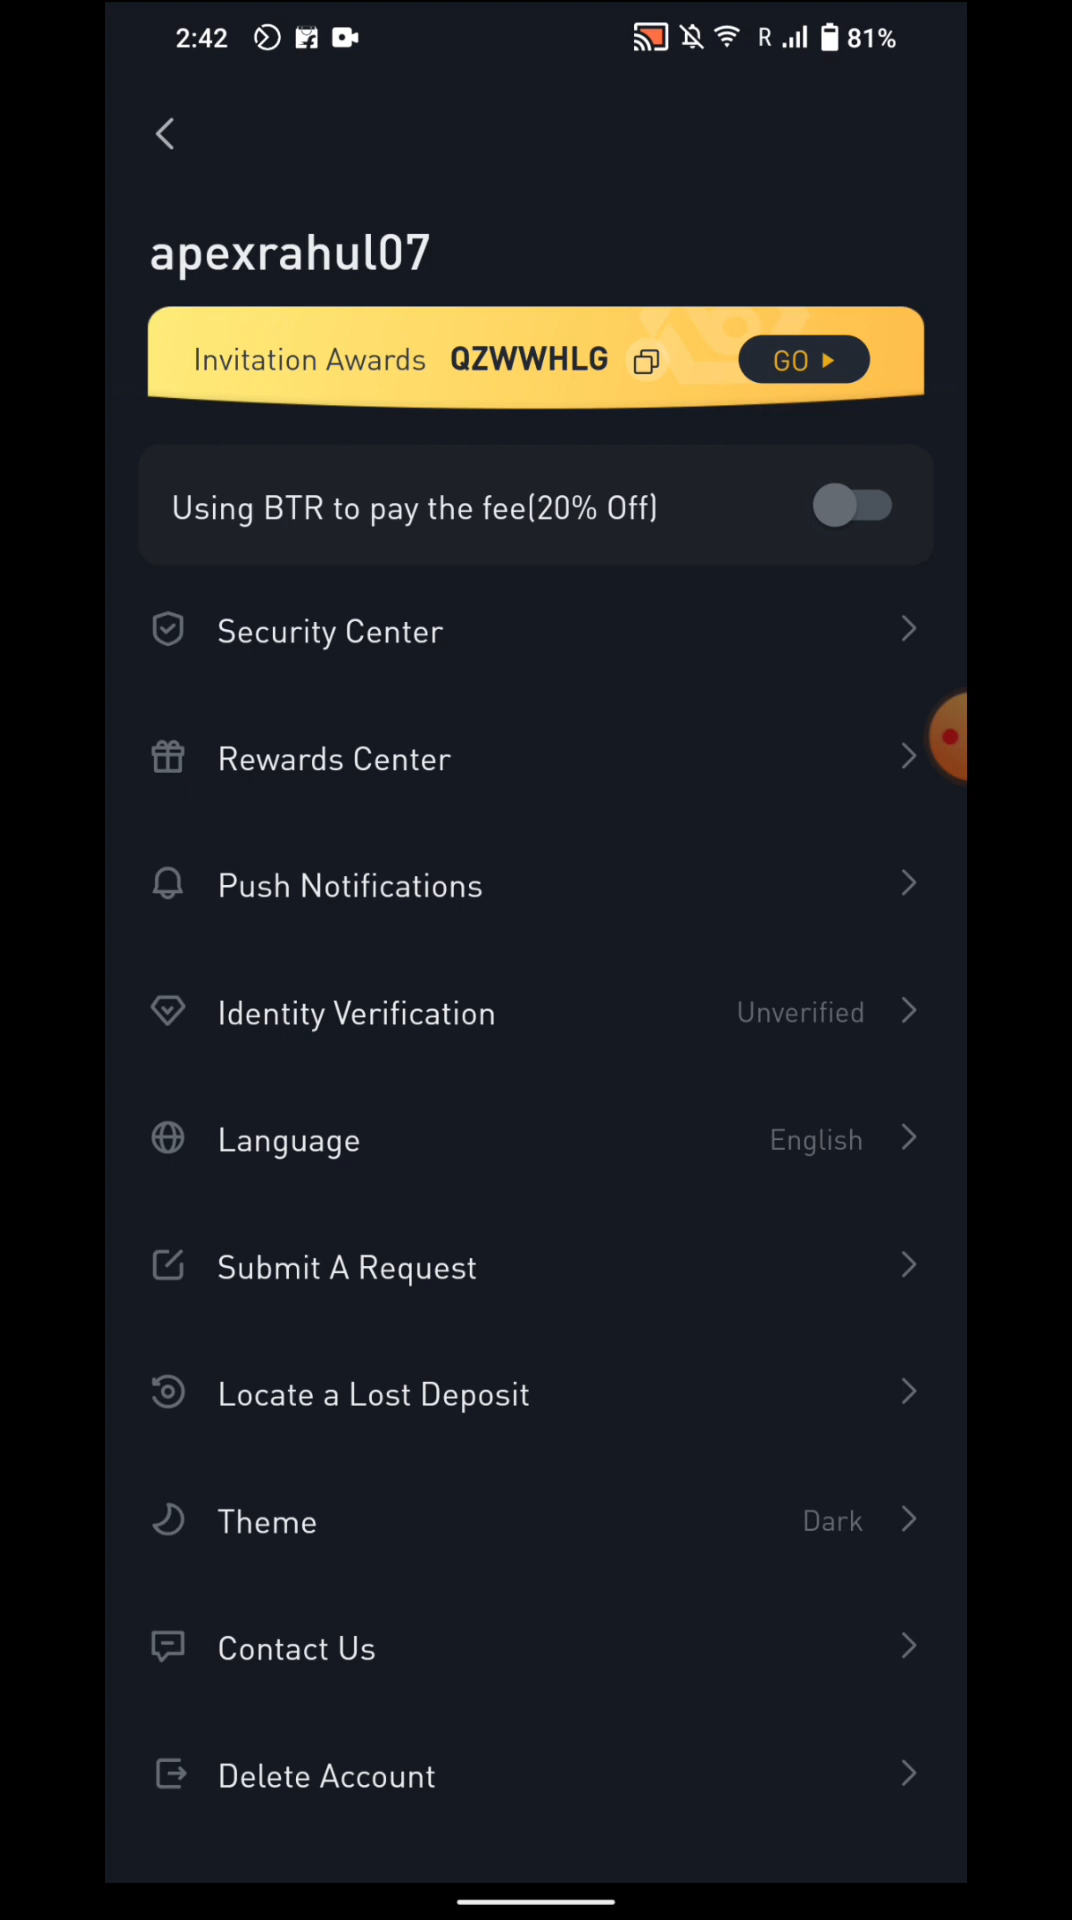 2:42 R 81%
apexrahul07
Invitation Awards QZWWHLG GO
Using BTR to pay the fee(20% Off)
Security Center
Rewards Center
Push Notifications
Identity Verification Unverified
Language English
Submit A Request
Locate a Lost Deposit
Theme Dark
Contact Us
Delete Account